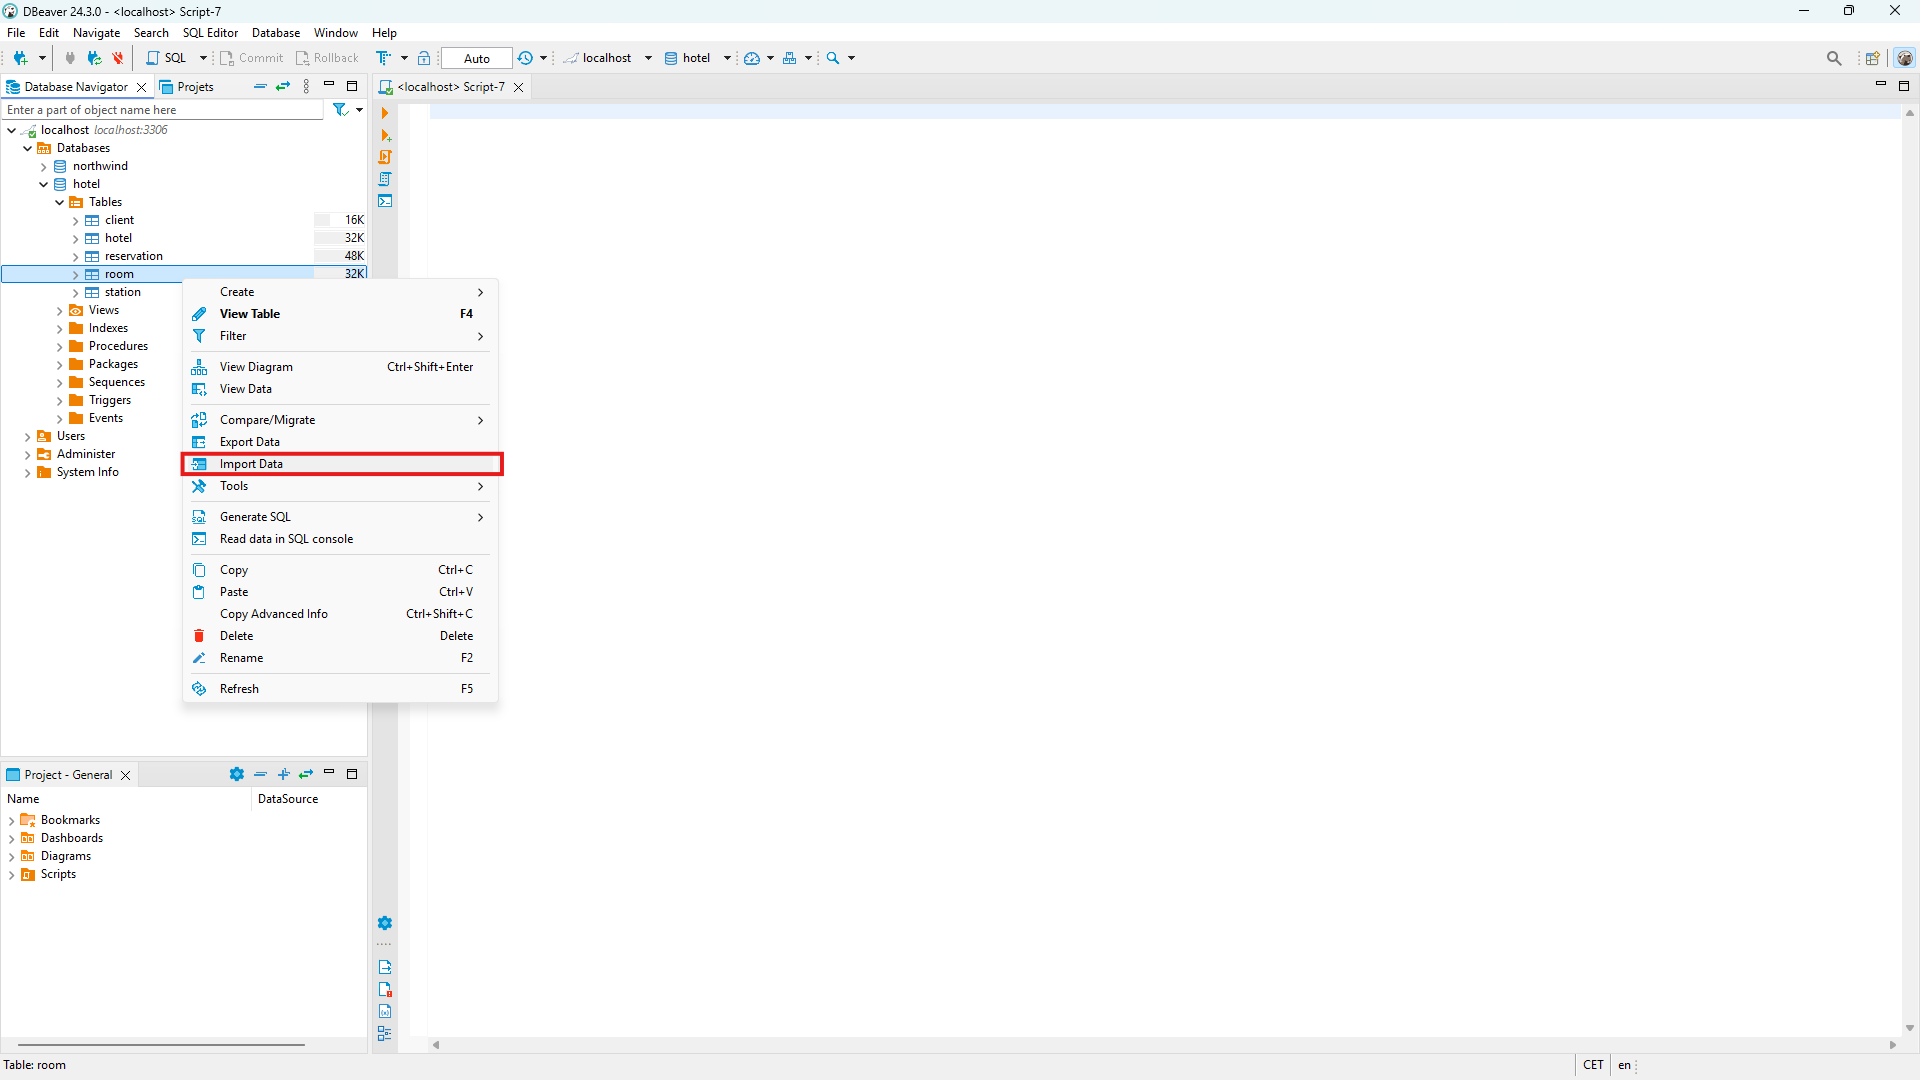 DBeaver 24.3.0 - <localhost> Script-7
File Edit Navigate Search SQL Editor Database Window Help
SQL Commit Rollback Auto localhost hotel
Database Navigator Projets
<localhost> Script-7
Enter a part of object name here
localhost localhost:3306
Databases
northwind
hotel
Tables
client 16K
hotel 32K
reservation 48K
room 32K
station
Views
Indexes
Procedures
Packages
Sequences
Triggers
Events
Users
Administer
System Info
Create
View Table F4
Filter
View Diagram Ctrl+Shift+Enter
View Data
Compare/Migrate
Export Data
Import Data
Tools
Generate SQL
Read data in SQL console
Copy Ctrl+C
Paste Ctrl+V
Copy Advanced Info Ctrl+Shift+C
Delete Delete
Rename F2
Refresh F5
Project - General
Name DataSource
Bookmarks
Dashboards
Diagrams
Scripts
Table: room CET en